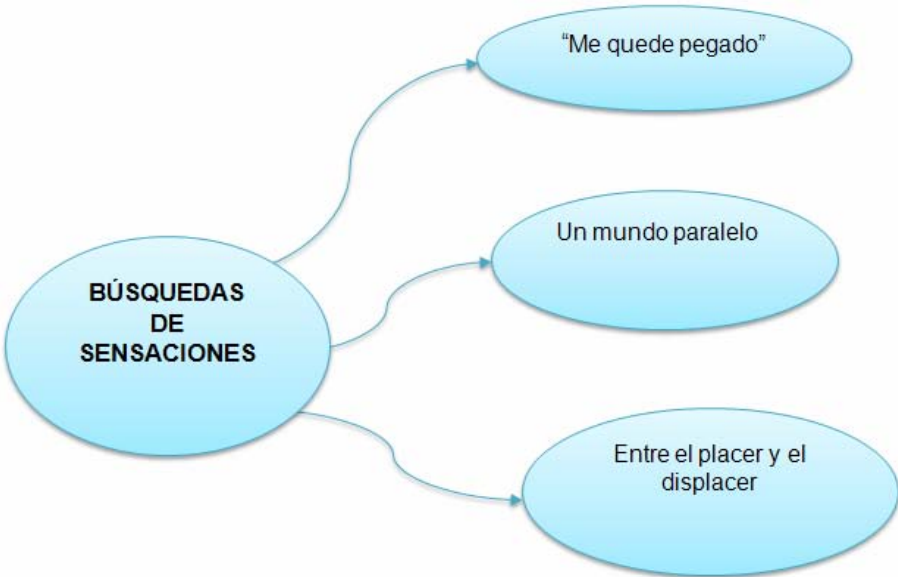 “Me quede pegado”
Un mundo paralelo
BÚSQUEDAS
DE
SENSACIONES
Entre el placer y el
displacer